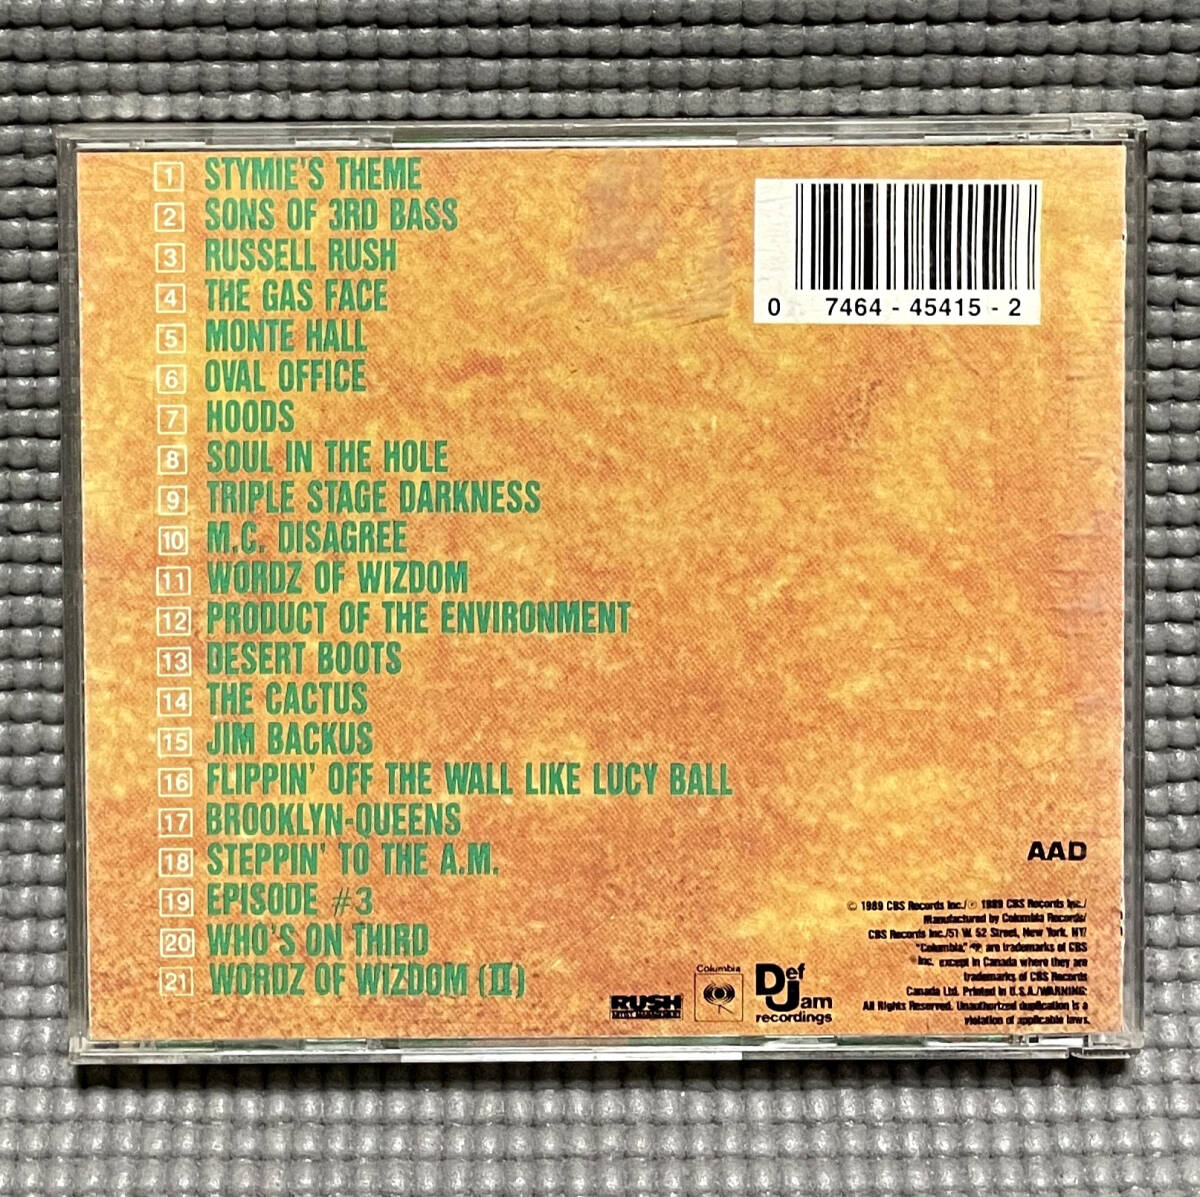 1 STYMIE'S THEME
2 SONS OF 3RD BASS
3 RUSSELL RUSH
4 THE GAS FACE
5 MONTE HALL
6 OVAL OFFICE
7 HOODS
8 SOUL IN THE HOLE
9 TRIPLE STAGE DARKNESS
10 M.C. DISAGREE
11 WORDZ OF WIZDOM
12 PRODUCT OF THE ENVIRONMENT
13 DESERT BOOTS
14 THE CACTUS
15 JIM BACKUS
16 FLIPPIN' OFF THE WALL LIKE LUCY BALL
17 BROOKLYN-QUEENS
18 STEPPIN' TO THE A.M.
19 EPISODE #3
20 WHO'S ON THIRD
21 WORDZ OF WIZDOM (II)
0 7464 - 45415 - 2
AAD
© 1989 CBS Records Inc./℗ 1989 CBS Records Inc./
Manufactured by Columbia Records/
CBS Records Inc./51 W. 52 Street, New York, NY/
"Columbia," are trademarks of CBS
Inc. except in Canada where they are
trademarks of CBS Records
Canada Ltd. Printed in U.S.A./WARNING:
All Rights Reserved. Unauthorized duplication is a
violation of applicable laws.
RUSH
Columbia
Def
Jam
recordings